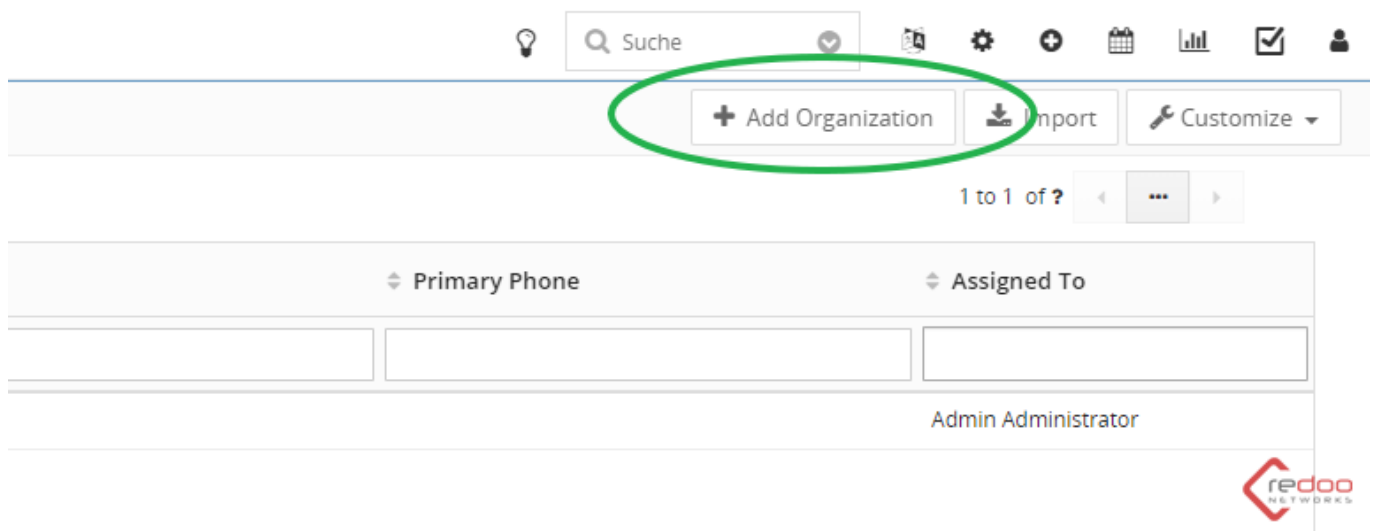 Suche
Add Organization Import Customize
1 to 1 of ? ...
Primary Phone Assigned To
Admin Administrator
redoo
NETWORKS